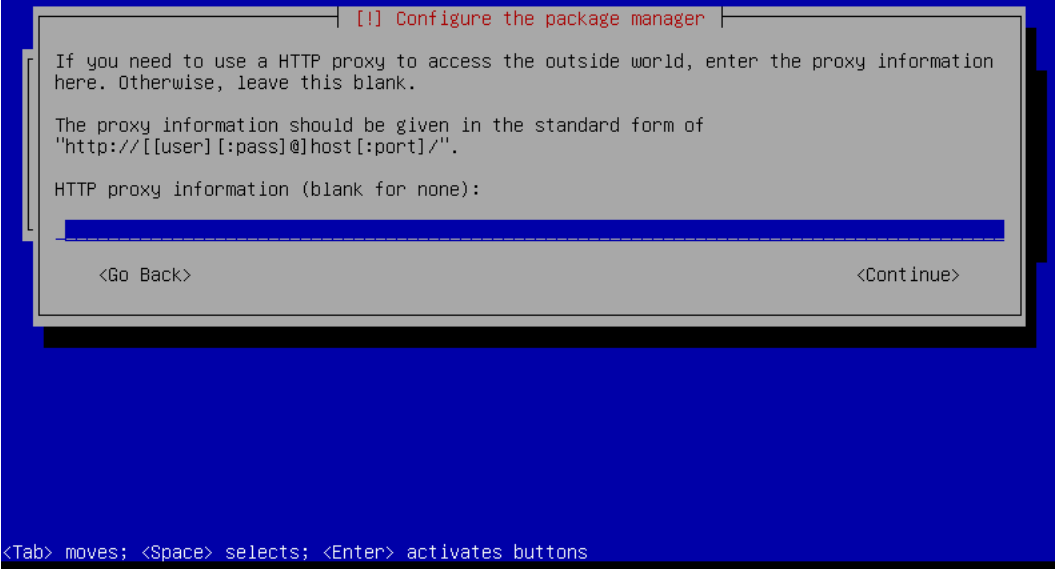 [!] Configure the package manager
If you need to use a HTTP proxy to access the outside world, enter the proxy information
here. Otherwise, leave this blank.
The proxy information should be given in the standard form of
"http://[[user][:pass]@]host[:port]/".
HTTP proxy information (blank for none):
<Go Back> <Continue>
<Tab> moves; <Space> selects; <Enter> activates buttons